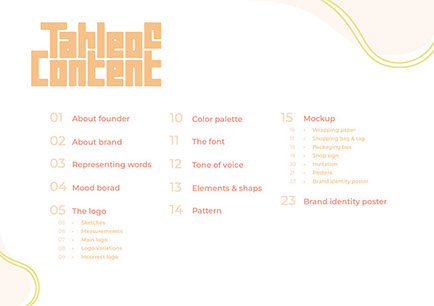 Table of
Content
01 About founder
02 About brand
03 Representing words
04 Mood borad
05 The logo
05 • Sketches
06 • Measurements
07 • Main logo
08 • Logo Variations
09 • Incorrect logo
10 Color palette
11 The font
12 Tone of voice
13 Elements & shaps
14 Pattern
15 Mockup
15 • Wrapping paper
17 • Shopping bag & tag
18 • Packaging box
19 • Shop sign
20 • Invitation
21 • Posters
22 • Brand identity poster
23 Brand identity poster